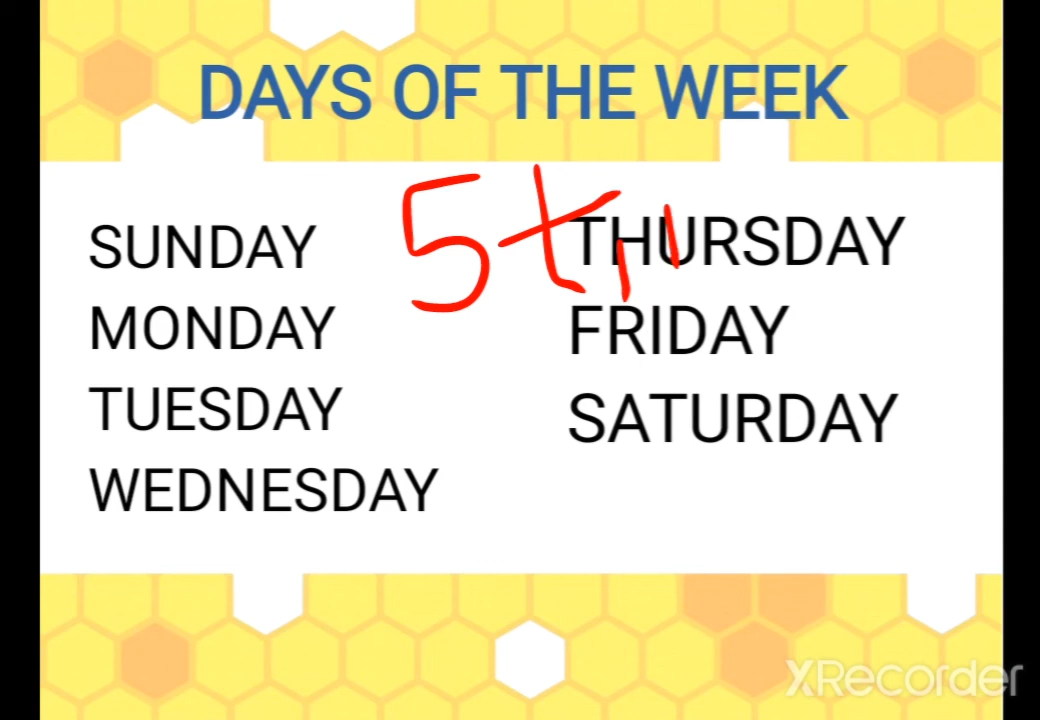 DAYS OF THE WEEK
5th
SUNDAY
MONDAY
TUESDAY
WEDNESDAY
THURSDAY
FRIDAY
SATURDAY
XRecorder